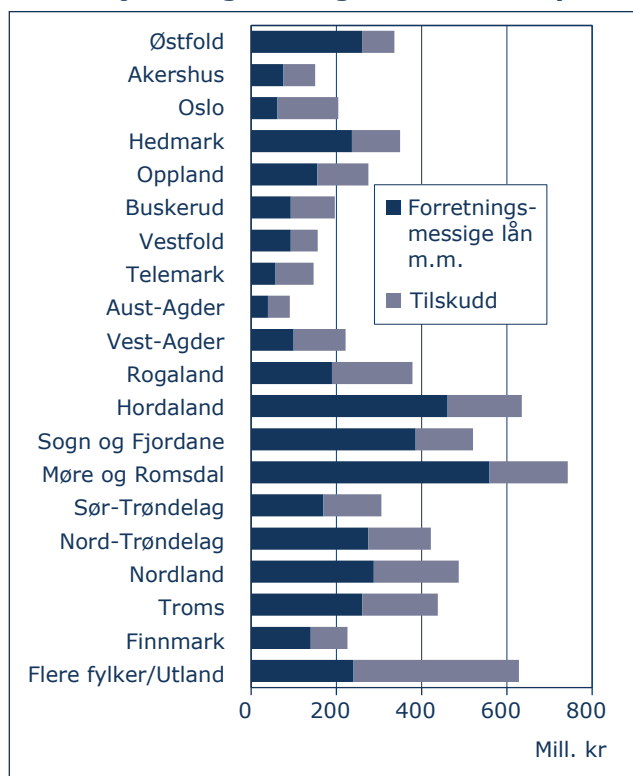 Østfold
Akershus
Oslo
Hedmark
Oppland
Buskerud
Vestfold
Telemark
Aust-Agder
Vest-Agder
Rogaland
Hordaland
Sogn og Fjordane
Møre og Romsdal
Sør-Trøndelag
Nord-Trøndelag
Nordland
Troms
Finnmark
Flere fylker/Utland
Forretnings-
messige lån
m.m.
Tilskudd
0 200 400 600 800
Mill. kr